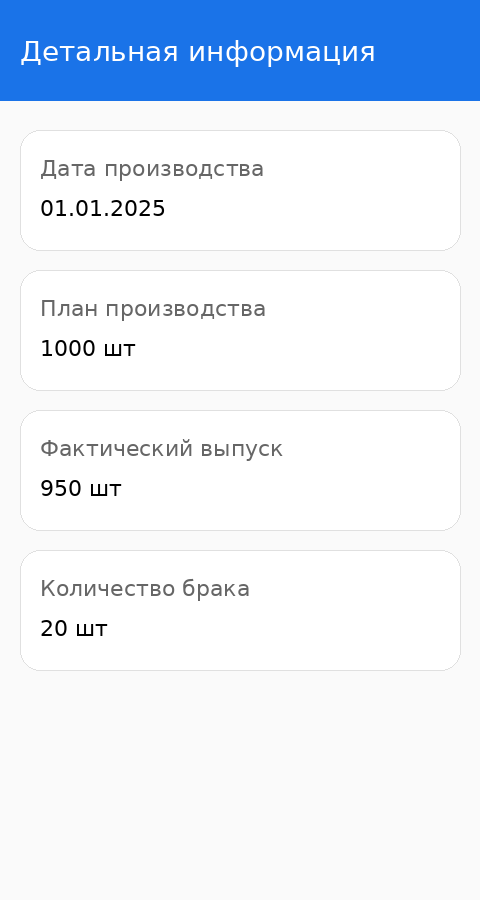 Детальная информация
Дата производства
01.01.2025
План производства
1000 шт
Фактический выпуск
950 шт
Количество брака
20 шт